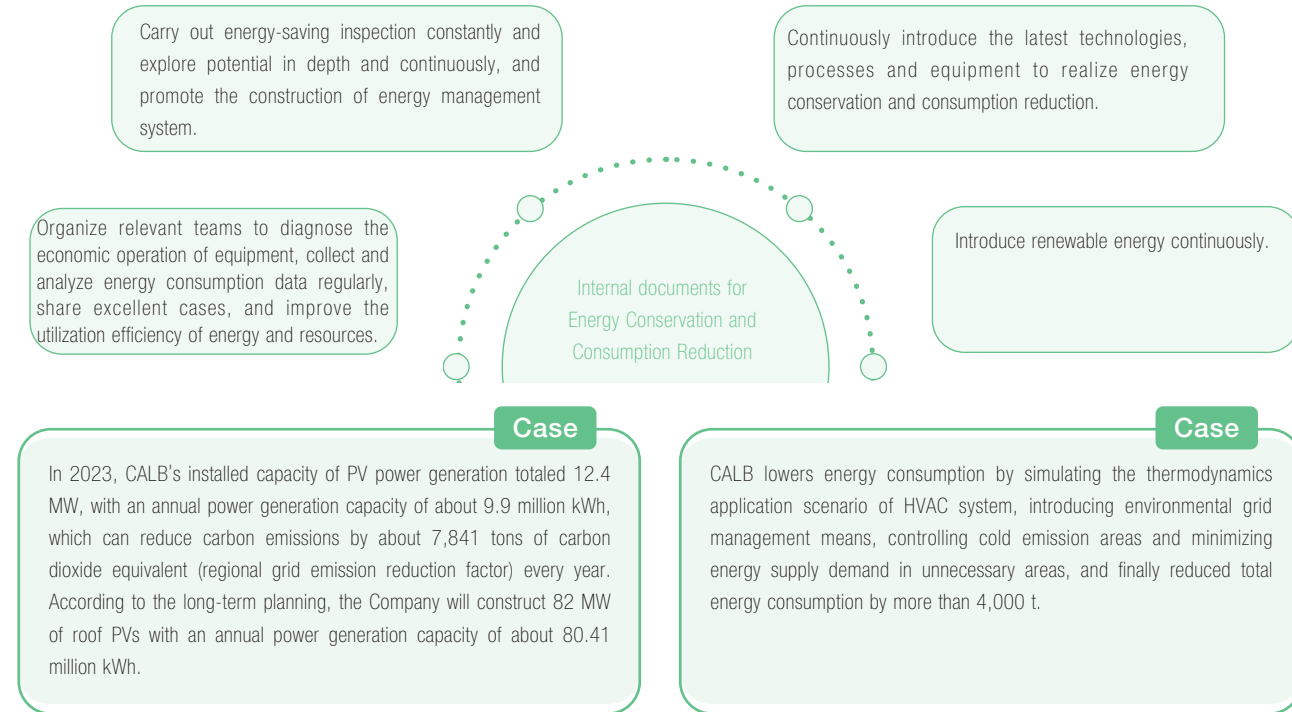 Carry out energy-saving inspection constantly and
explore potential in depth and continuously, and
promote the construction of energy management
system.
Continuously introduce the latest technologies,
processes and equipment to realize energy
conservation and consumption reduction.
Organize relevant teams to diagnose the
economic operation of equipment, collect and
analyze energy consumption data regularly,
share excellent cases, and improve the
utilization efficiency of energy and resources.
Introduce renewable energy continuously.
Internal documents for
Energy Conservation and
Consumption Reduction
Case
In 2023, CALB's installed capacity of PV power generation totaled 12.4
MW, with an annual power generation capacity of about 9.9 million kWh,
which can reduce carbon emissions by about 7,841 tons of carbon
dioxide equivalent (regional grid emission reduction factor) every year.
According to the long-term planning, the Company will construct 82 MW
of roof PVs with an annual power generation capacity of about 80.41
million kWh.
Case
CALB lowers energy consumption by simulating the thermodynamics
application scenario of HVAC system, introducing environmental grid
management means, controlling cold emission areas and minimizing
energy supply demand in unnecessary areas, and finally reduced total
energy consumption by more than 4,000 t.